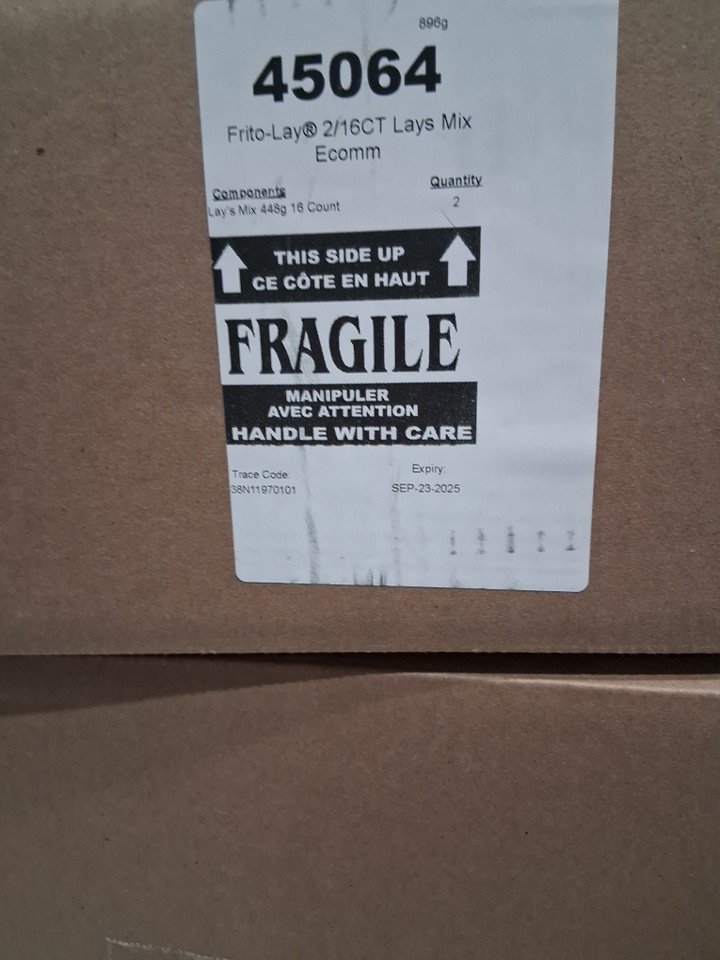 896g
45064
Frito-Lay® 2/16CT Lays Mix
Ecomm
Components Quantity
Lay's Mix 448g 16 Count 2
THIS SIDE UP
CE CÔTE EN HAUT
FRAGILE
MANIPULER
AVEC ATTENTION
HANDLE WITH CARE
Trace Code: Expiry:
38N11970101 SEP-23-2025